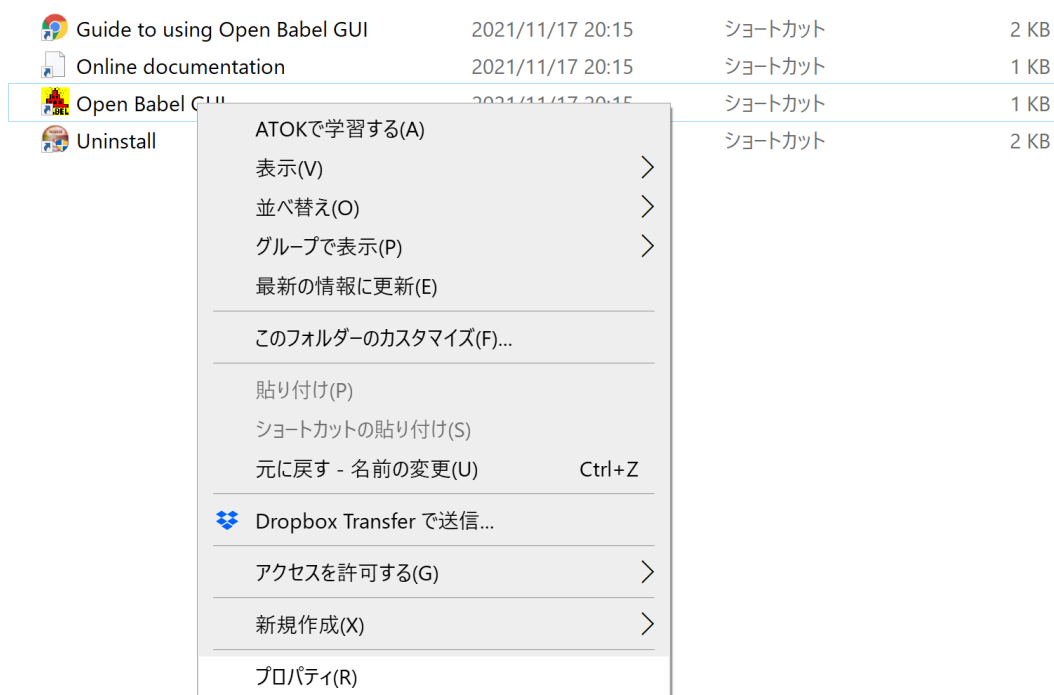 Guide to using Open Babel GUI 2021/11/17 20:15 ショートカット 2 KB
Online documentation 2021/11/17 20:15 ショートカット 1 KB
Open Babel GUI 2021/11/17 20:15 ショートカット 1 KB
Uninstall ショートカット 2 KB
ATOKで学習する(A)
表示(V)
並べ替え(O)
グループで表示(P)
最新の情報に更新(E)
このフォルダーのカスタマイズ(F)...
貼り付け(P)
ショートカットの貼り付け(S)
元に戻す - 名前の変更(U) Ctrl+Z
Dropbox Transfer で送信...
アクセスを許可する(G)
新規作成(X)
プロパティ(R)